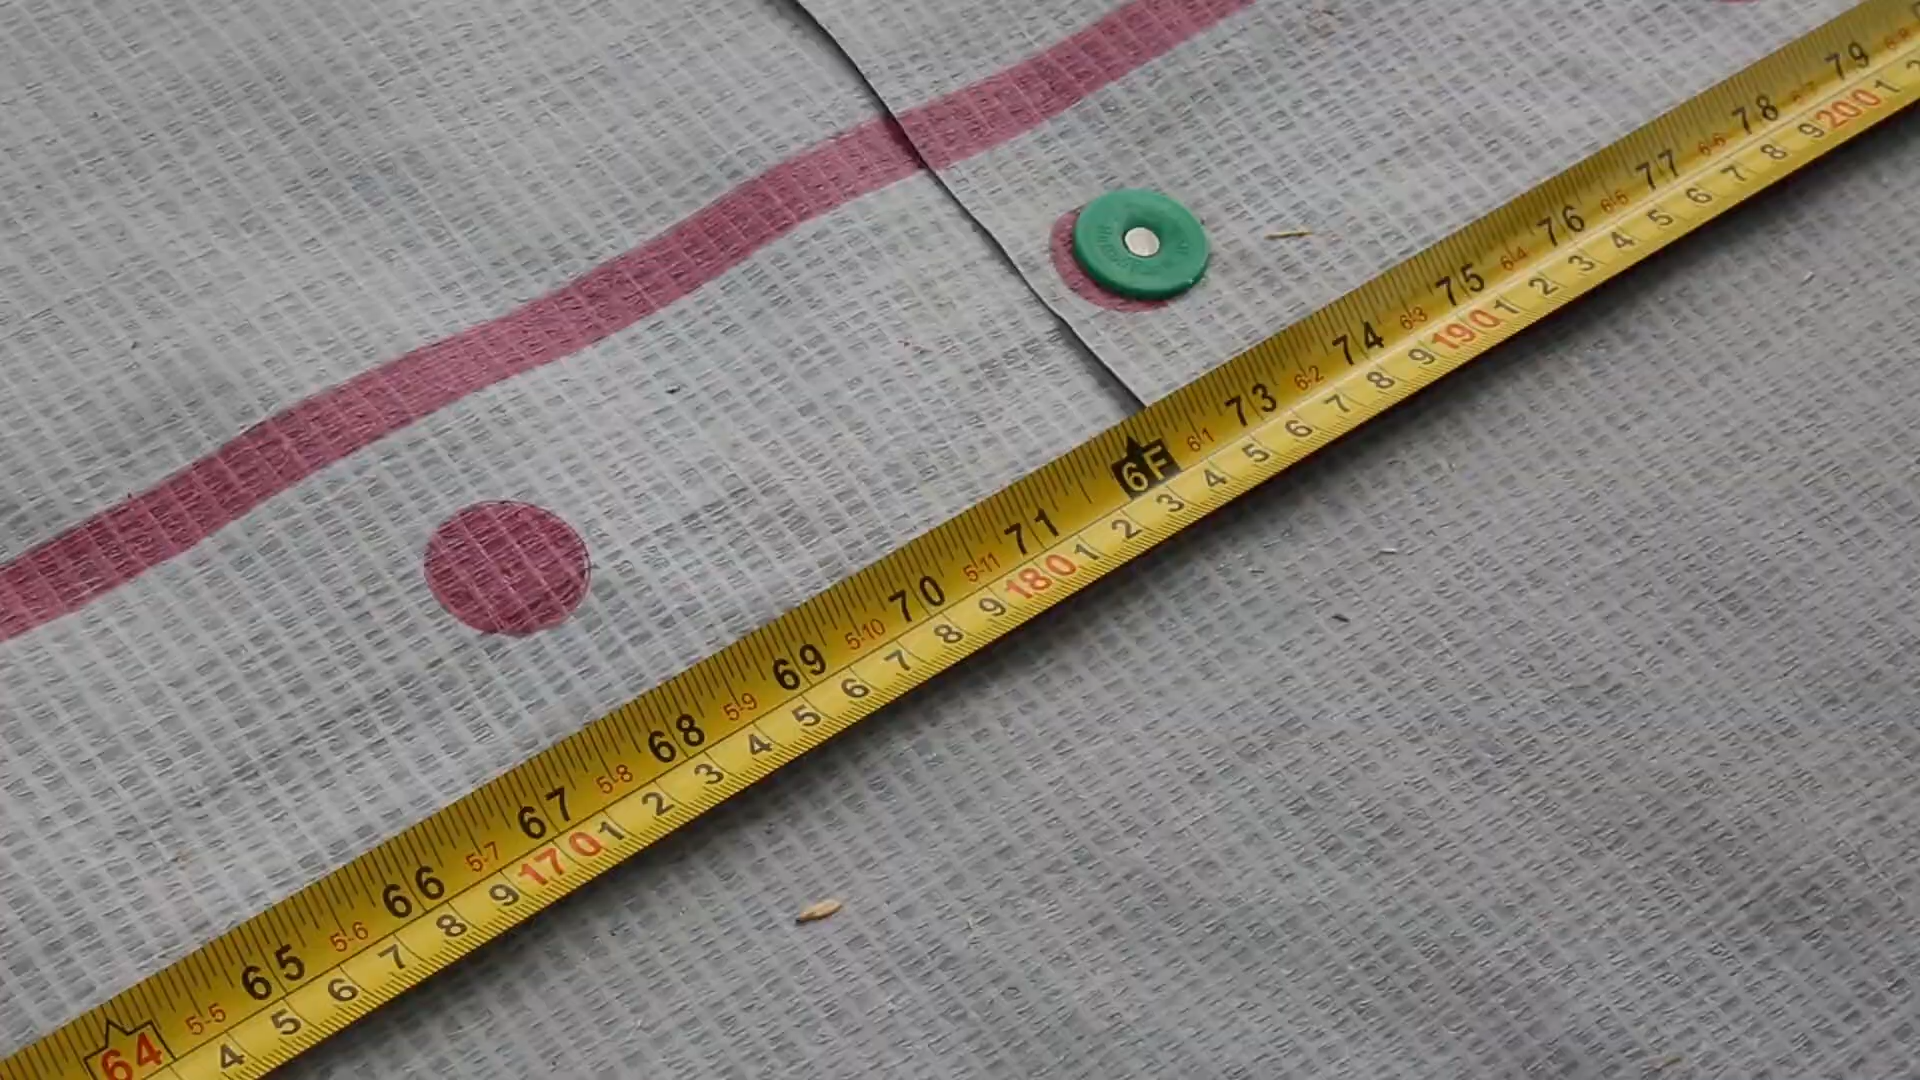 64 65 66 67 68 69 70 71 6F 73 74 75 76 77 78 79
5-5 5-6 5-7 5-8 5-9 5-10 5-11 6-1 6-2 6-3 6-4 6-5 6-6
4 5 6 7 8 9 170 1 2 3 4 5 6 7 8 9 180 1 2 3 4 5 6 7 8 9 190 1 2 3 4 5 6 7 8 9 200 1 2